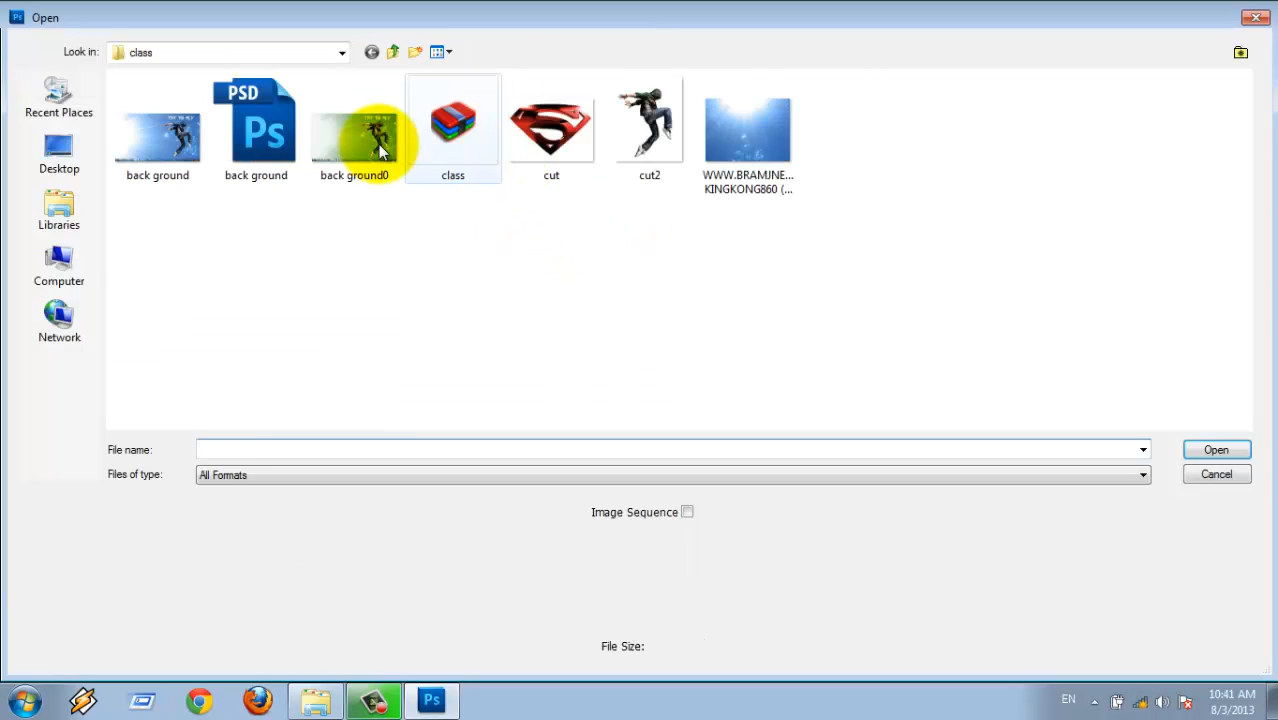 Ps Open
Look in: class
Recent Places
Desktop
Libraries
Computer
Network
PSD
Ps
back ground
back ground
back ground0
class
cut
cut2
WWW.BRAMJNE...
KINGKONG860 (...
File name:
Open
Files of type: All Formats
Cancel
Image Sequence
File Size:
Ps
EN
10:41 AM
8/3/2013